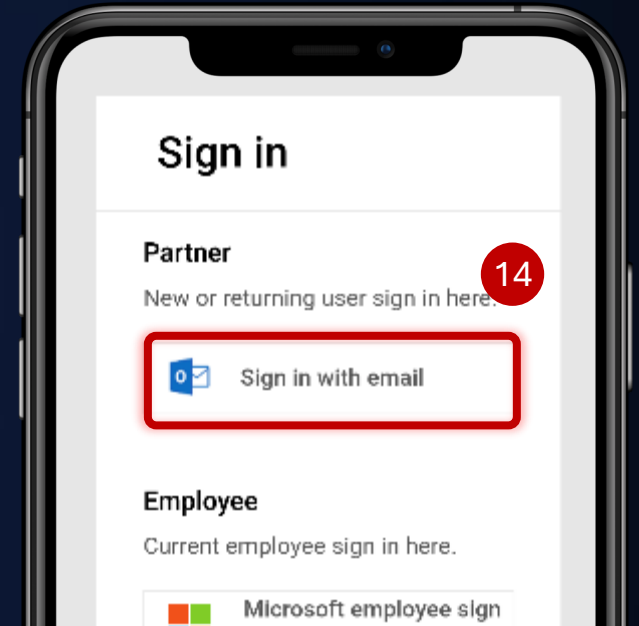 Sign in
Partner
14
New or returning user sign in here.
Sign in with email
Employee
Current employee sign in here.
Microsoft employee sign